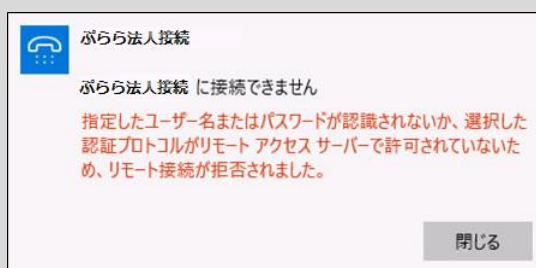 ぷらら法人接続
ぷらら法人接続 に接続できません
指定したユーザー名またはパスワードが認識されないか、選択した
認証プロトコルがリモート アクセス サーバーで許可されていないた
め、リモート接続が拒否されました。
閉じる